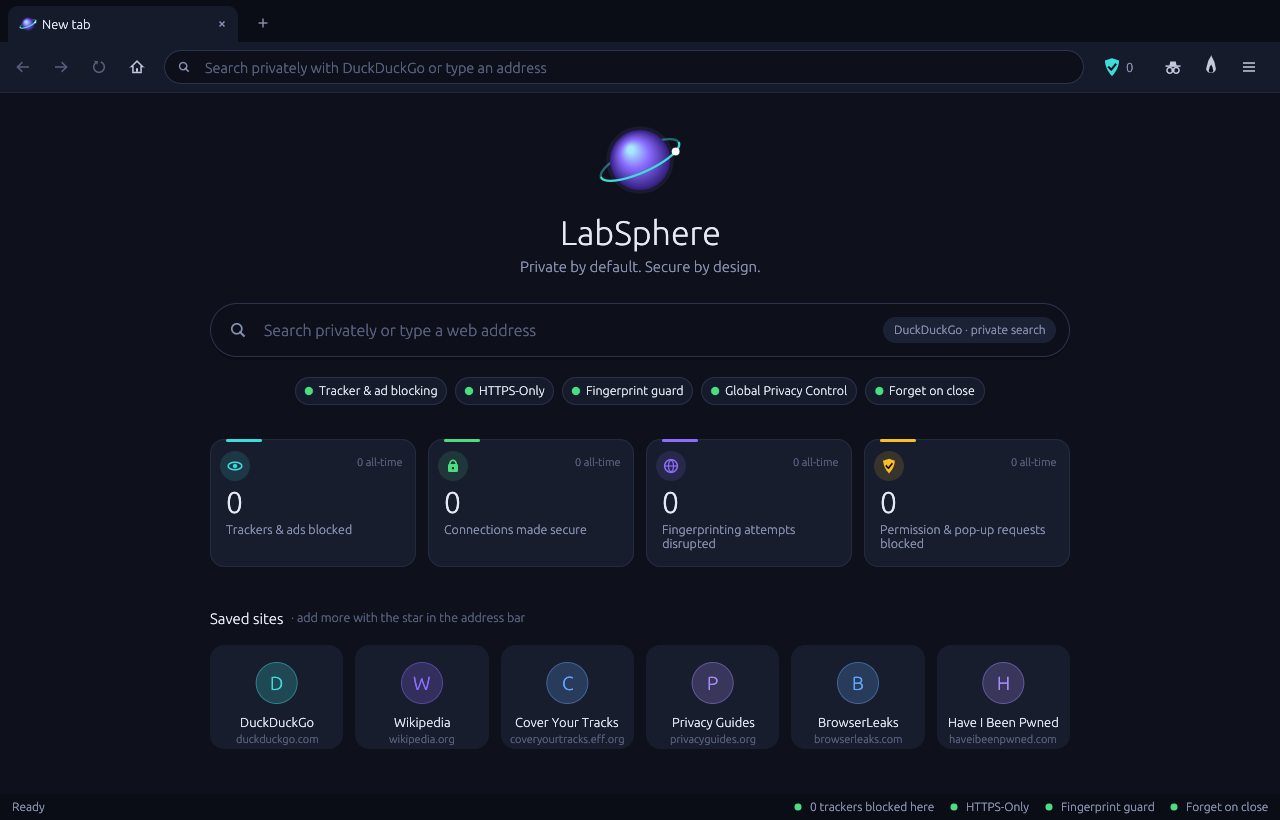 New tab
Search privately with DuckDuckGo or type an address
0
LabSphere
Private by default. Secure by design.
Search privately or type a web address
DuckDuckGo · private search
Tracker & ad blocking
HTTPS-Only
Fingerprint guard
Global Privacy Control
Forget on close
0 all-time
0
Trackers & ads blocked
0 all-time
0
Connections made secure
0 all-time
0
Fingerprinting attempts
disrupted
0 all-time
0
Permission & pop-up requests
blocked
Saved sites · add more with the star in the address bar
D
DuckDuckGo
duckduckgo.com
W
Wikipedia
wikipedia.org
C
Cover Your Tracks
coveryourtracks.eff.org
P
Privacy Guides
privacyguides.org
B
BrowserLeaks
browserleaks.com
H
Have I Been Pwned
haveibeenpwned.com
Ready
0 trackers blocked here
HTTPS-Only
Fingerprint guard
Forget on close